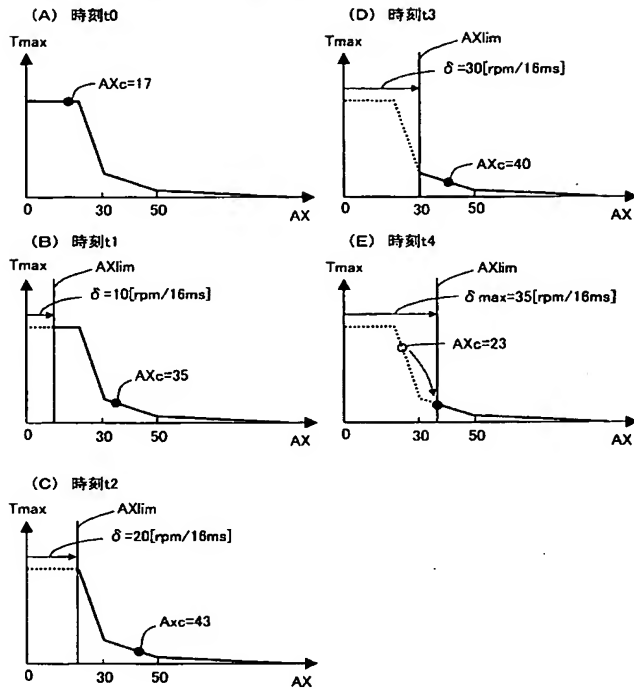 (A) 時刻t0
Tmax
AXc=17
0
30
50
AX
(B) 時刻t1
Tmax
AXlim
δ=10[rpm/16ms]
AXc=35
0
30
50
AX
(C) 時刻t2
Tmax
AXlim
δ=20[rpm/16ms]
Axc=43
0
30
50
AX
(D) 時刻t3
Tmax
AXlim
δ=30[rpm/16ms]
AXc=40
0
30
50
AX
(E) 時刻t4
Tmax
AXlim
δmax=35[rpm/16ms]
AXc=23
0
30
50
AX